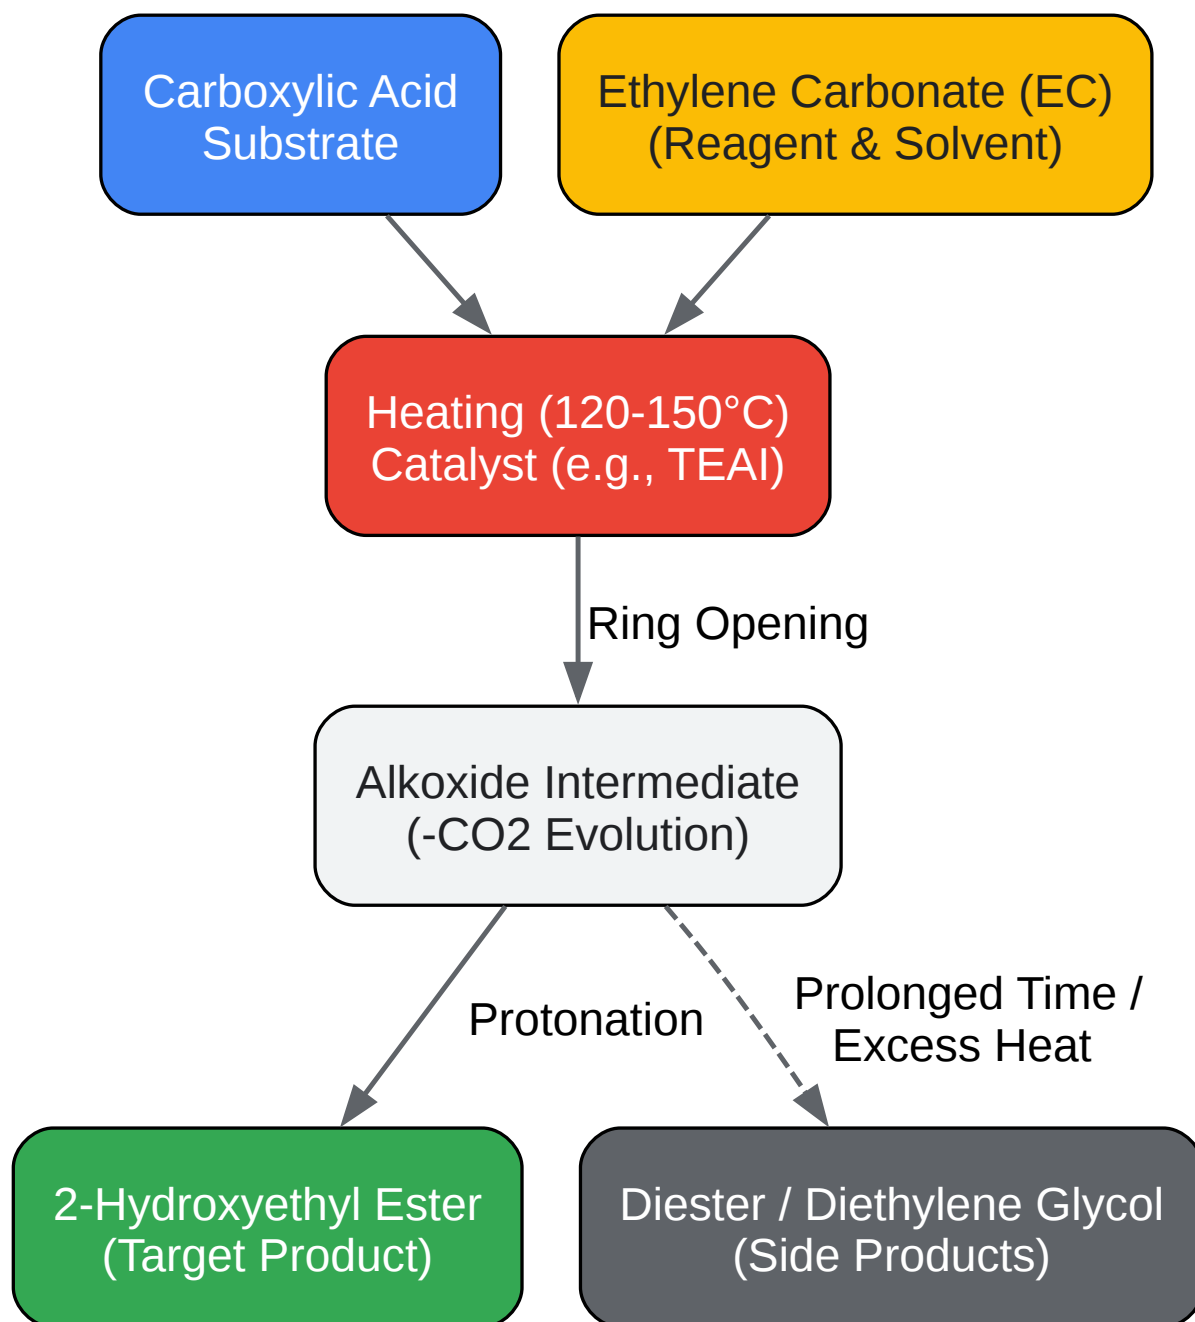 Carboxylic Acid
Substrate
Ethylene Carbonate (EC)
(Reagent & Solvent)
Heating (120-150°C)
Catalyst (e.g., TEAI)
Ring Opening
Alkoxide Intermediate
(-CO2 Evolution)
Protonation
Prolonged Time /
Excess Heat
2-Hydroxyethyl Ester
(Target Product)
Diester / Diethylene Glycol
(Side Products)